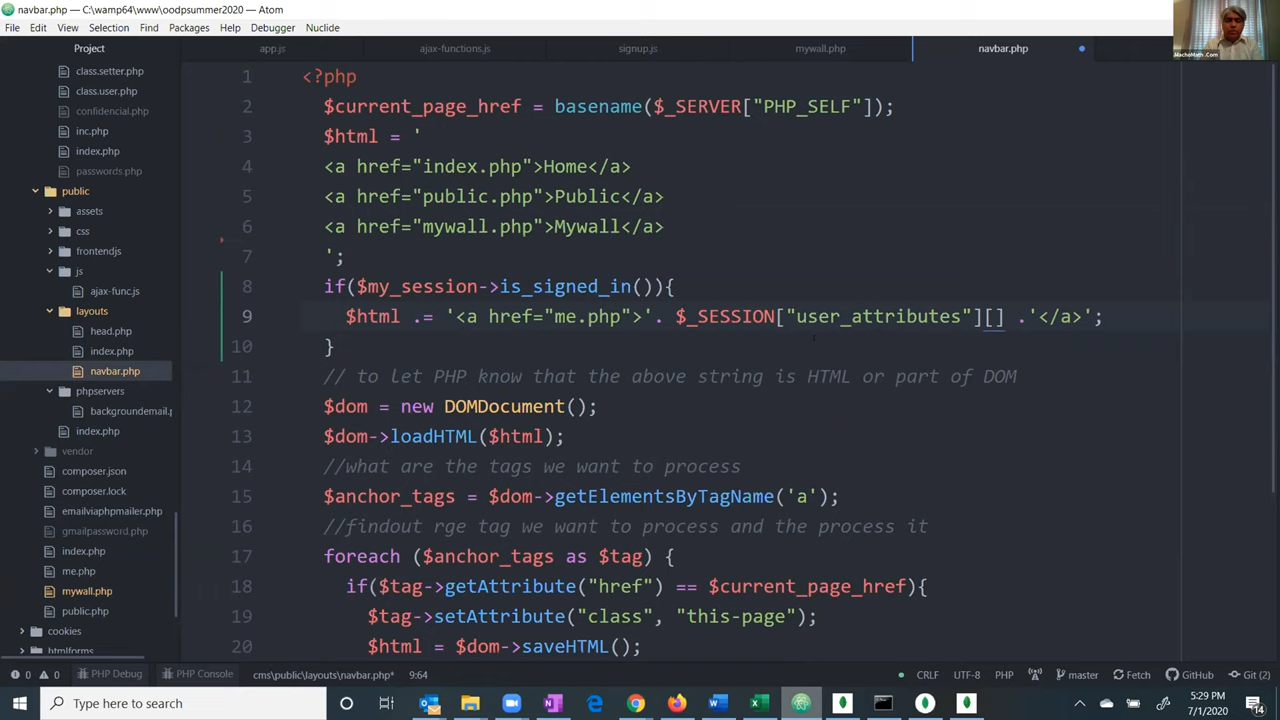 navbar.php — C:\wamp64\www\oodpsummer2020 — Atom
File Edit View Selection Find Packages Help Debugger Nuclide
Project
app.js
ajax-functions.js
signup.js
mywall.php
navbar.php
MachoMath .Com
class.setter.php
class.user.php
confidencial.php
inc.php
index.php
passwords.php
public
assets
css
frontendjs
js
ajax-func.js
layouts
head.php
index.php
navbar.php
phpservers
backgroundemail.p
index.php
vendor
composer.json
composer.lock
emailviaphpmailer.php
gmailpassword.php
index.php
me.php
mywall.php
public.php
cookies
htmlforms
1 <?php
2 $current_page_href = basename($_SERVER["PHP_SELF"]);
3 $html = '
4 <a href="index.php">Home</a>
5 <a href="public.php">Public</a>
6 <a href="mywall.php">Mywall</a>
7 ';
8 if($my_session->is_signed_in()){
9 $html .= '<a href="me.php">'. $_SESSION["user_attributes"][] .'</a>';
10 }
11 // to let PHP know that the above string is HTML or part of DOM
12 $dom = new DOMDocument();
13 $dom->loadHTML($html);
14 //what are the tags we want to process
15 $anchor_tags = $dom->getElementsByTagName('a');
16 //findout rge tag we want to process and the process it
17 foreach ($anchor_tags as $tag) {
18 if($tag->getAttribute("href") == $current_page_href){
19 $tag->setAttribute("class", "this-page");
20 $html = $dom->saveHTML();
0 0 PHP Debug PHP Console cms\public\layouts\navbar.php* 9:64 CRLF UTF-8 PHP master Fetch GitHub Git (2)
Type here to search
5:29 PM
7/1/2020
14